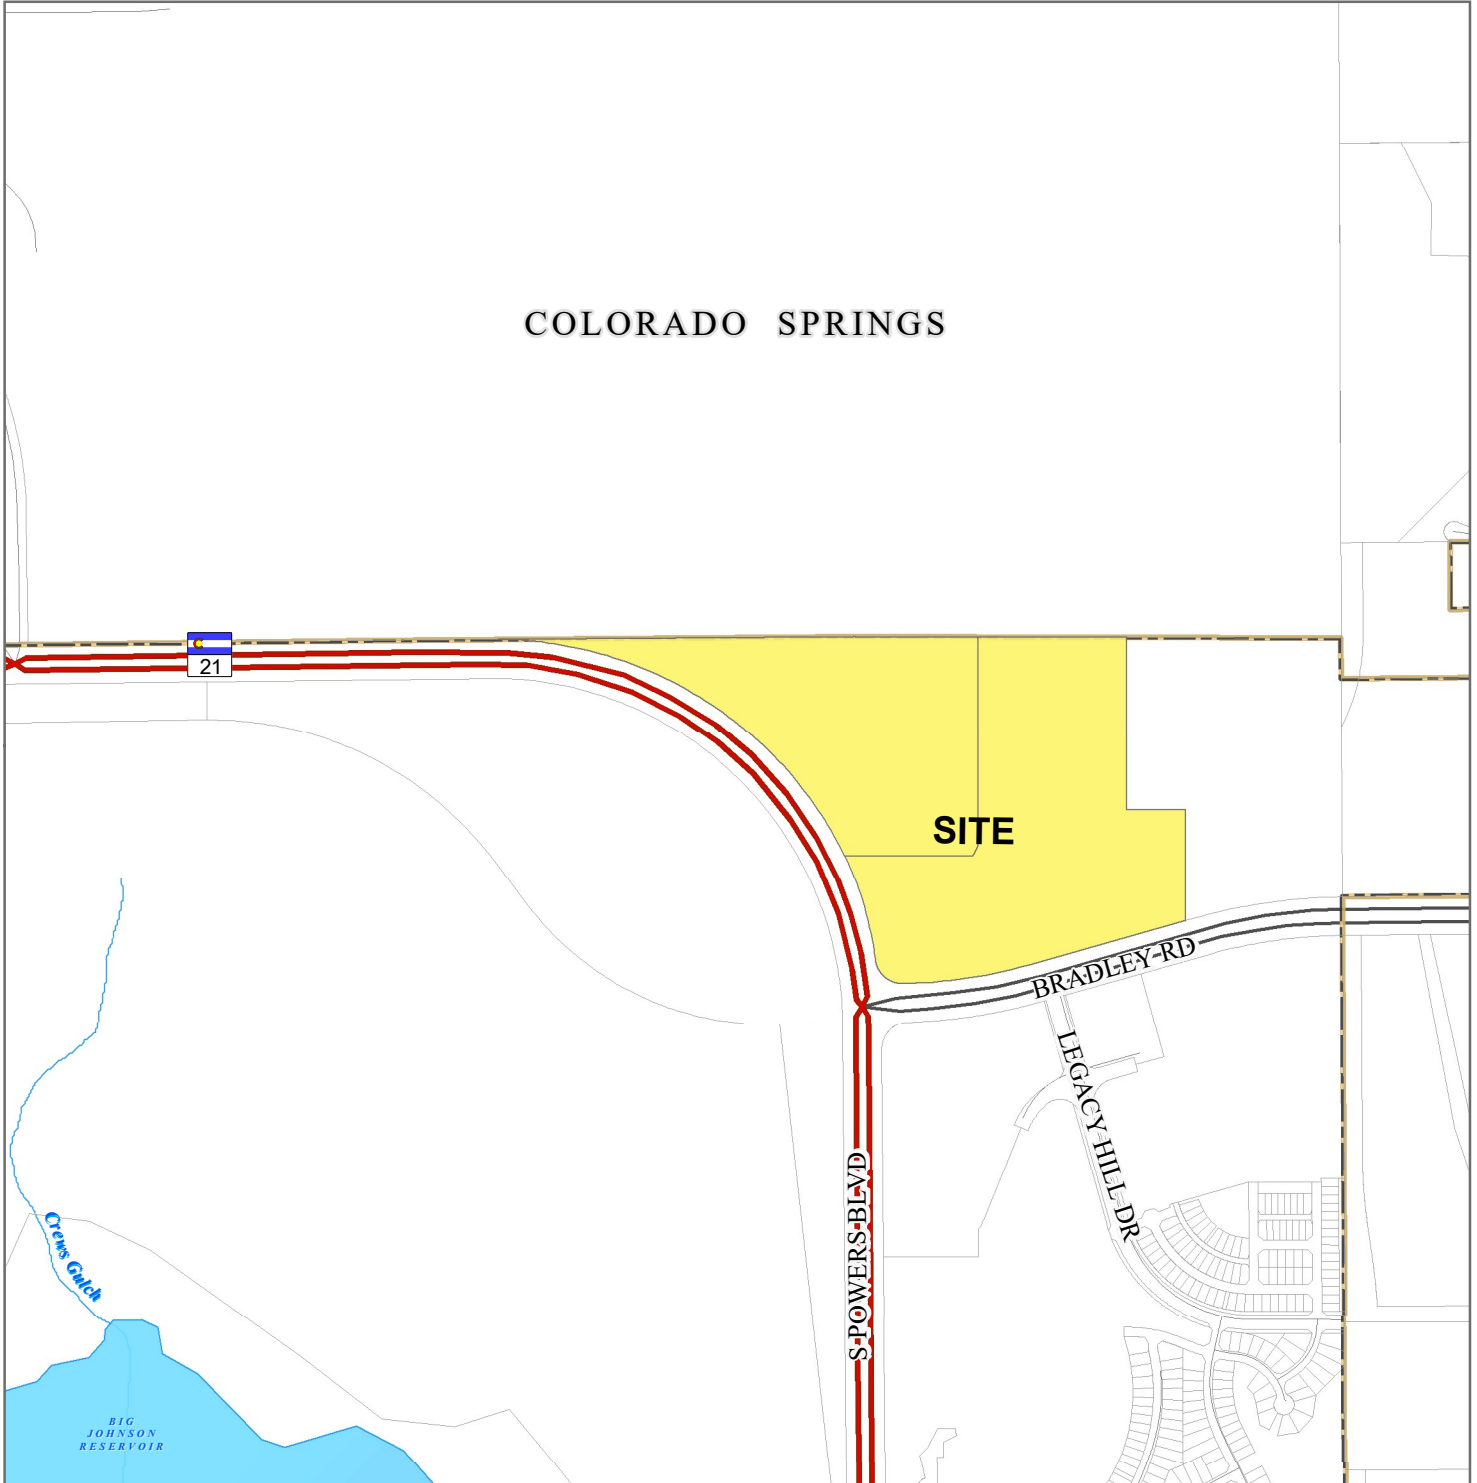 COLORADO SPRINGS
21
SITE
BRADLEY RD
LEGACY HILL DR
S POWERS BLVD
Crews Gulch
BIG
JOHNSON
RESERVOIR